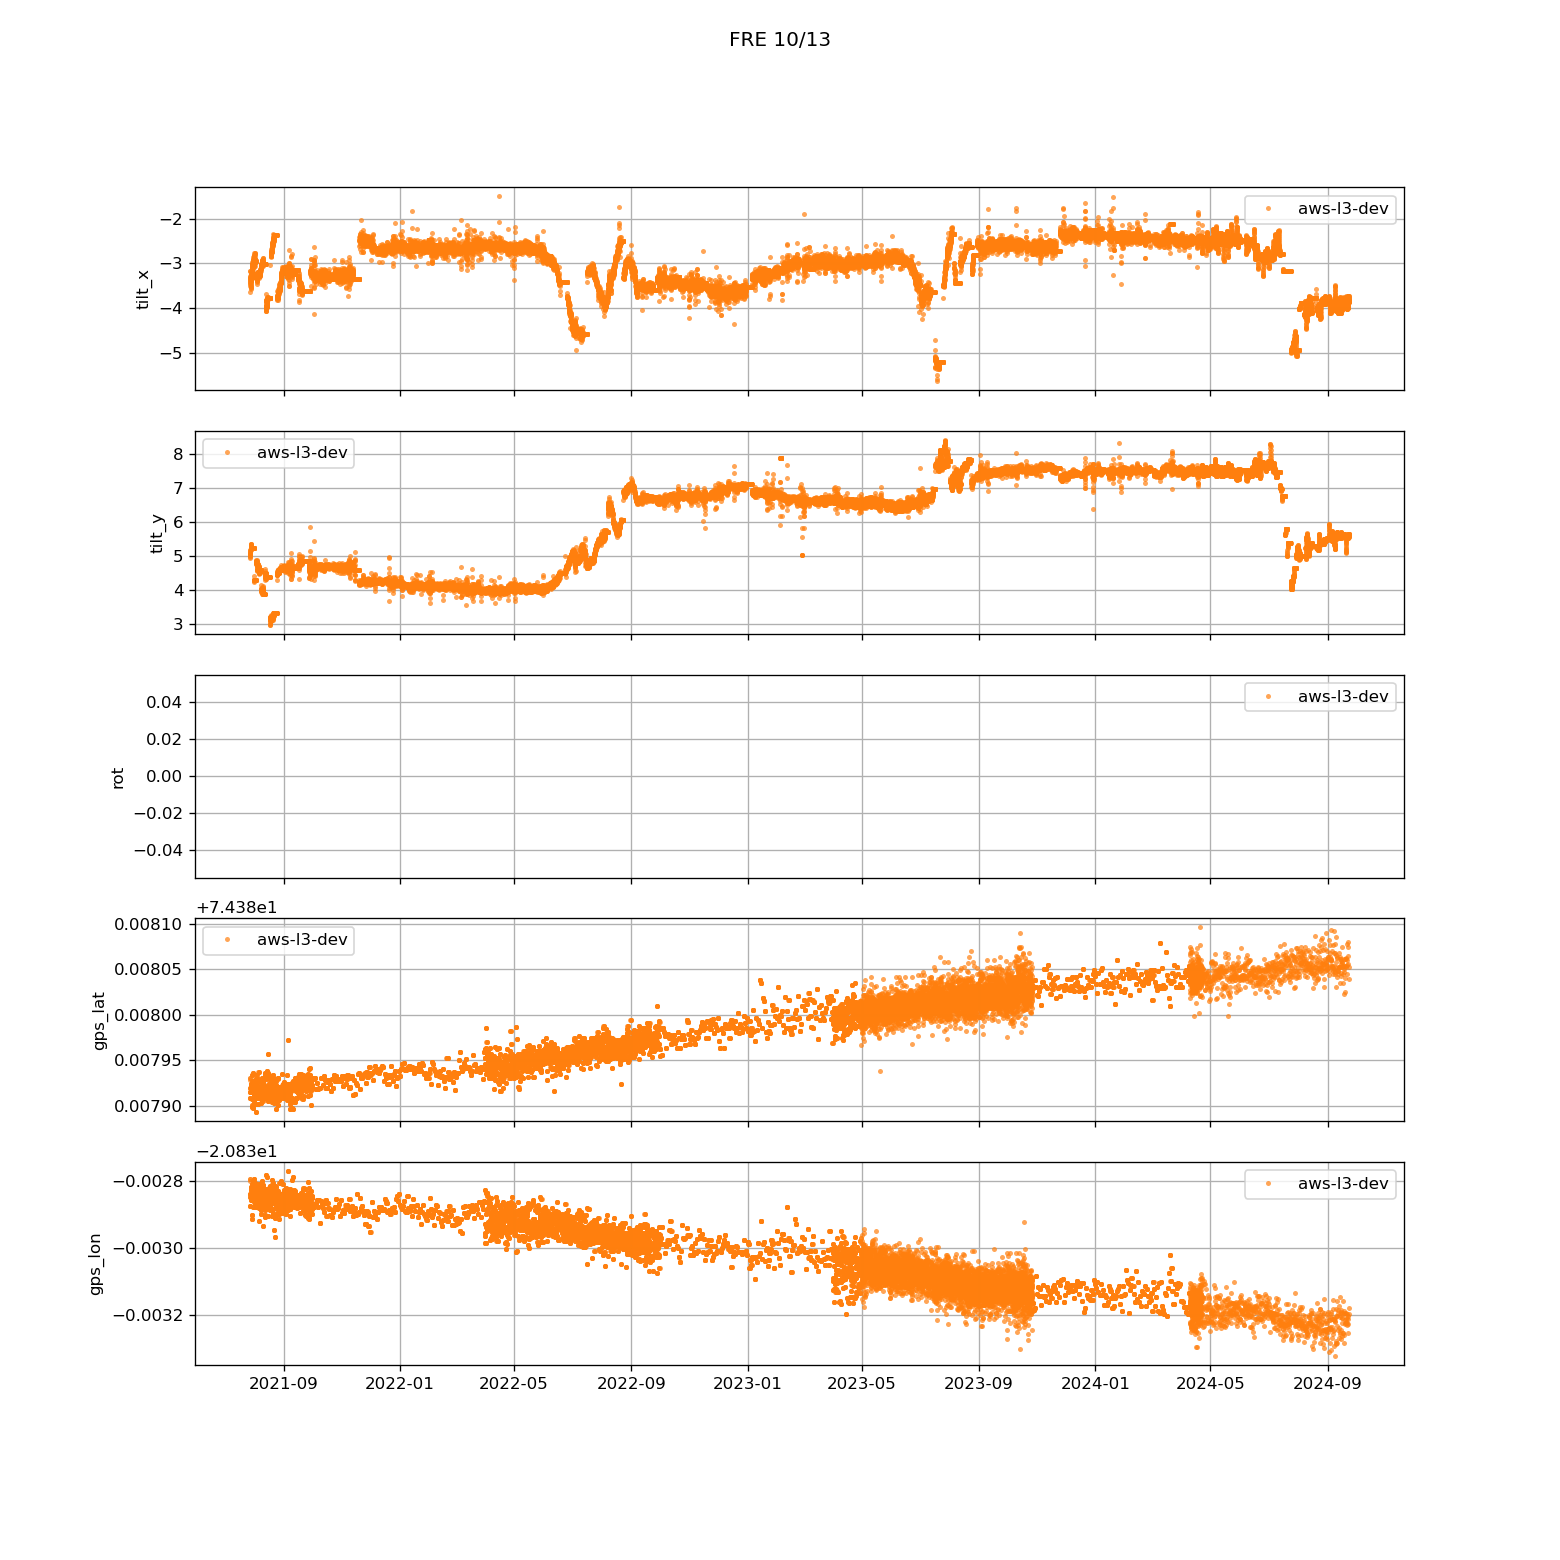 FRE 10/13
aws-l3-dev
−2
−3
−4
−5
tilt_x
aws-l3-dev
8
7
6
5
4
3
tilt_y
aws-l3-dev
0.04
0.02
0.00
−0.02
−0.04
rot
+7.438e1
aws-l3-dev
0.00810
0.00805
0.00800
0.00795
0.00790
gps_lat
−2.083e1
aws-l3-dev
−0.0028
−0.0030
−0.0032
gps_lon
2021-09 2022-01 2022-05 2022-09 2023-01 2023-05 2023-09 2024-01 2024-05 2024-09